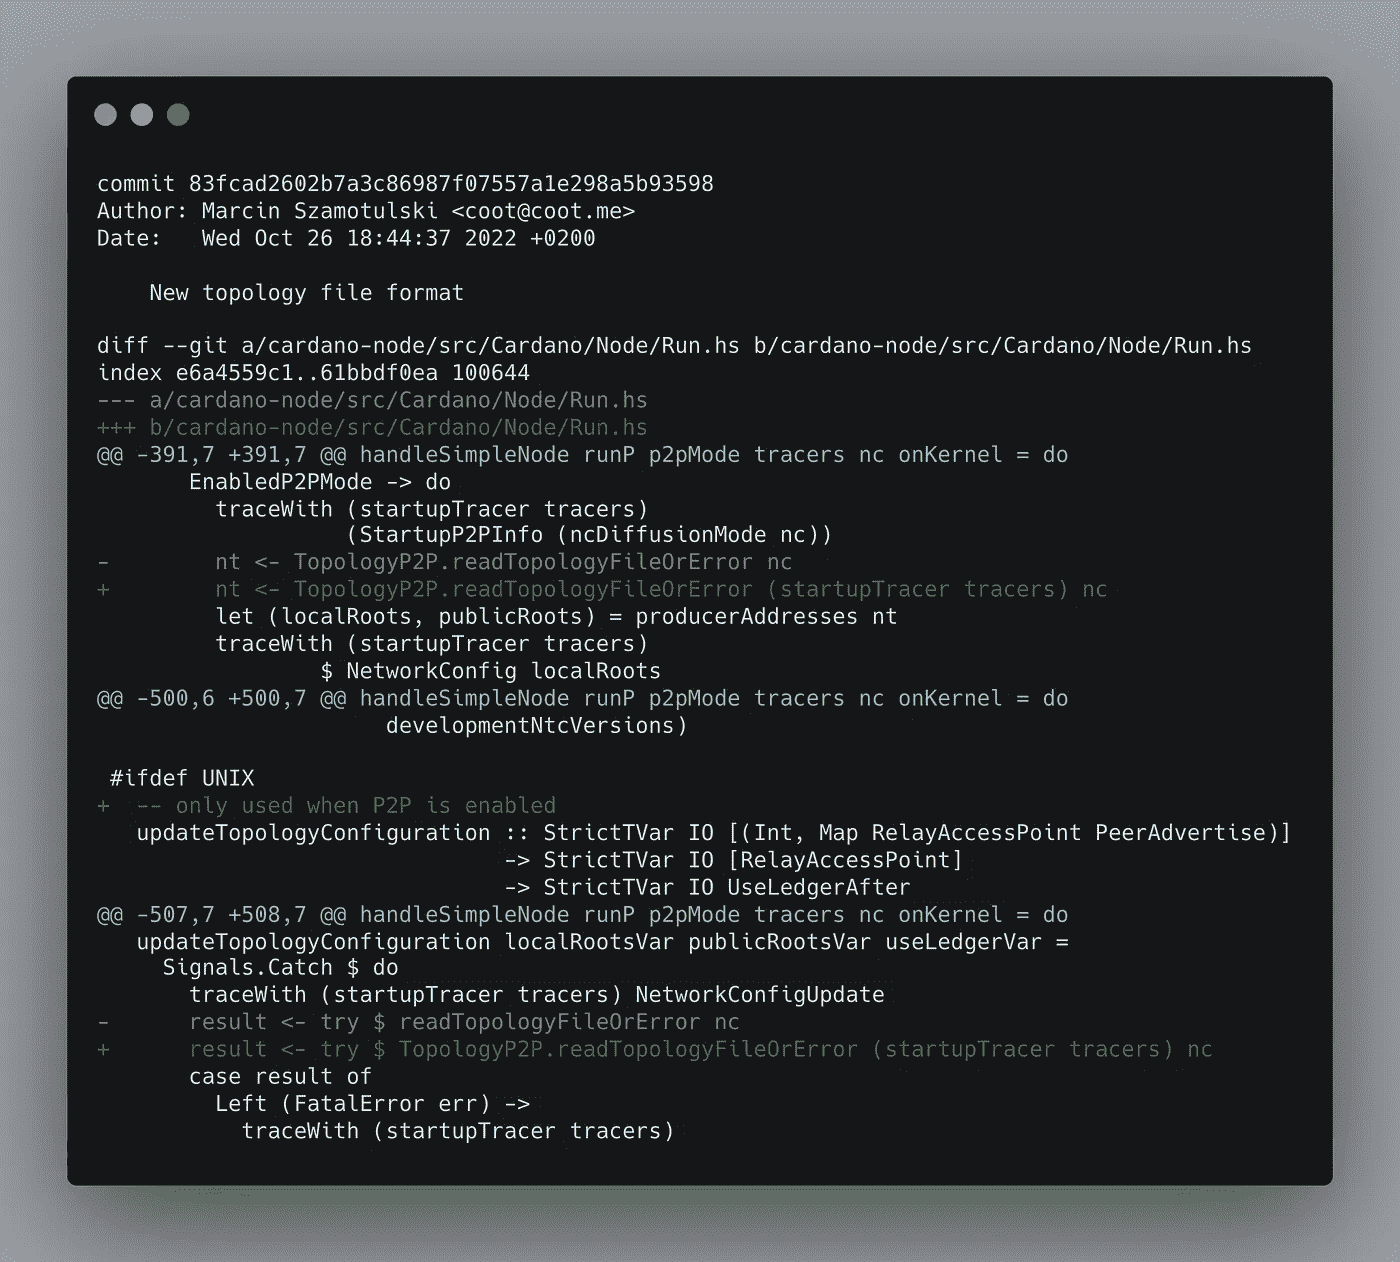 commit 83fcad2602b7a3c86987f07557a1e298a5b93598
Author: Marcin Szamotulski <coot@coot.me>
Date:   Wed Oct 26 18:44:37 2022 +0200

    New topology file format

diff --git a/cardano-node/src/Cardano/Node/Run.hs b/cardano-node/src/Cardano/Node/Run.hs
index e6a4559c1..61bbdf0ea 100644
--- a/cardano-node/src/Cardano/Node/Run.hs
+++ b/cardano-node/src/Cardano/Node/Run.hs
@@ -391,7 +391,7 @@ handleSimpleNode runP p2pMode tracers nc onKernel = do
       EnabledP2PMode -> do
         traceWith (startupTracer tracers)
                   (StartupP2PInfo (ncDiffusionMode nc))
-        nt <- TopologyP2P.readTopologyFileOrError nc
+        nt <- TopologyP2P.readTopologyFileOrError (startupTracer tracers) nc
         let (localRoots, publicRoots) = producerAddresses nt
         traceWith (startupTracer tracers)
                 $ NetworkConfig localRoots
@@ -500,6 +500,7 @@ handleSimpleNode runP p2pMode tracers nc onKernel = do
                      developmentNtcVersions)

 #ifdef UNIX
+  -- only used when P2P is enabled
   updateTopologyConfiguration :: StrictTVar IO [(Int, Map RelayAccessPoint PeerAdvertise)]
                               -> StrictTVar IO [RelayAccessPoint]
                               -> StrictTVar IO UseLedgerAfter
@@ -507,7 +508,7 @@ handleSimpleNode runP p2pMode tracers nc onKernel = do
   updateTopologyConfiguration localRootsVar publicRootsVar useLedgerVar =
     Signals.Catch $ do
       traceWith (startupTracer tracers) NetworkConfigUpdate
-      result <- try $ readTopologyFileOrError nc
+      result <- try $ TopologyP2P.readTopologyFileOrError (startupTracer tracers) nc
       case result of
         Left (FatalError err) ->
           traceWith (startupTracer tracers)